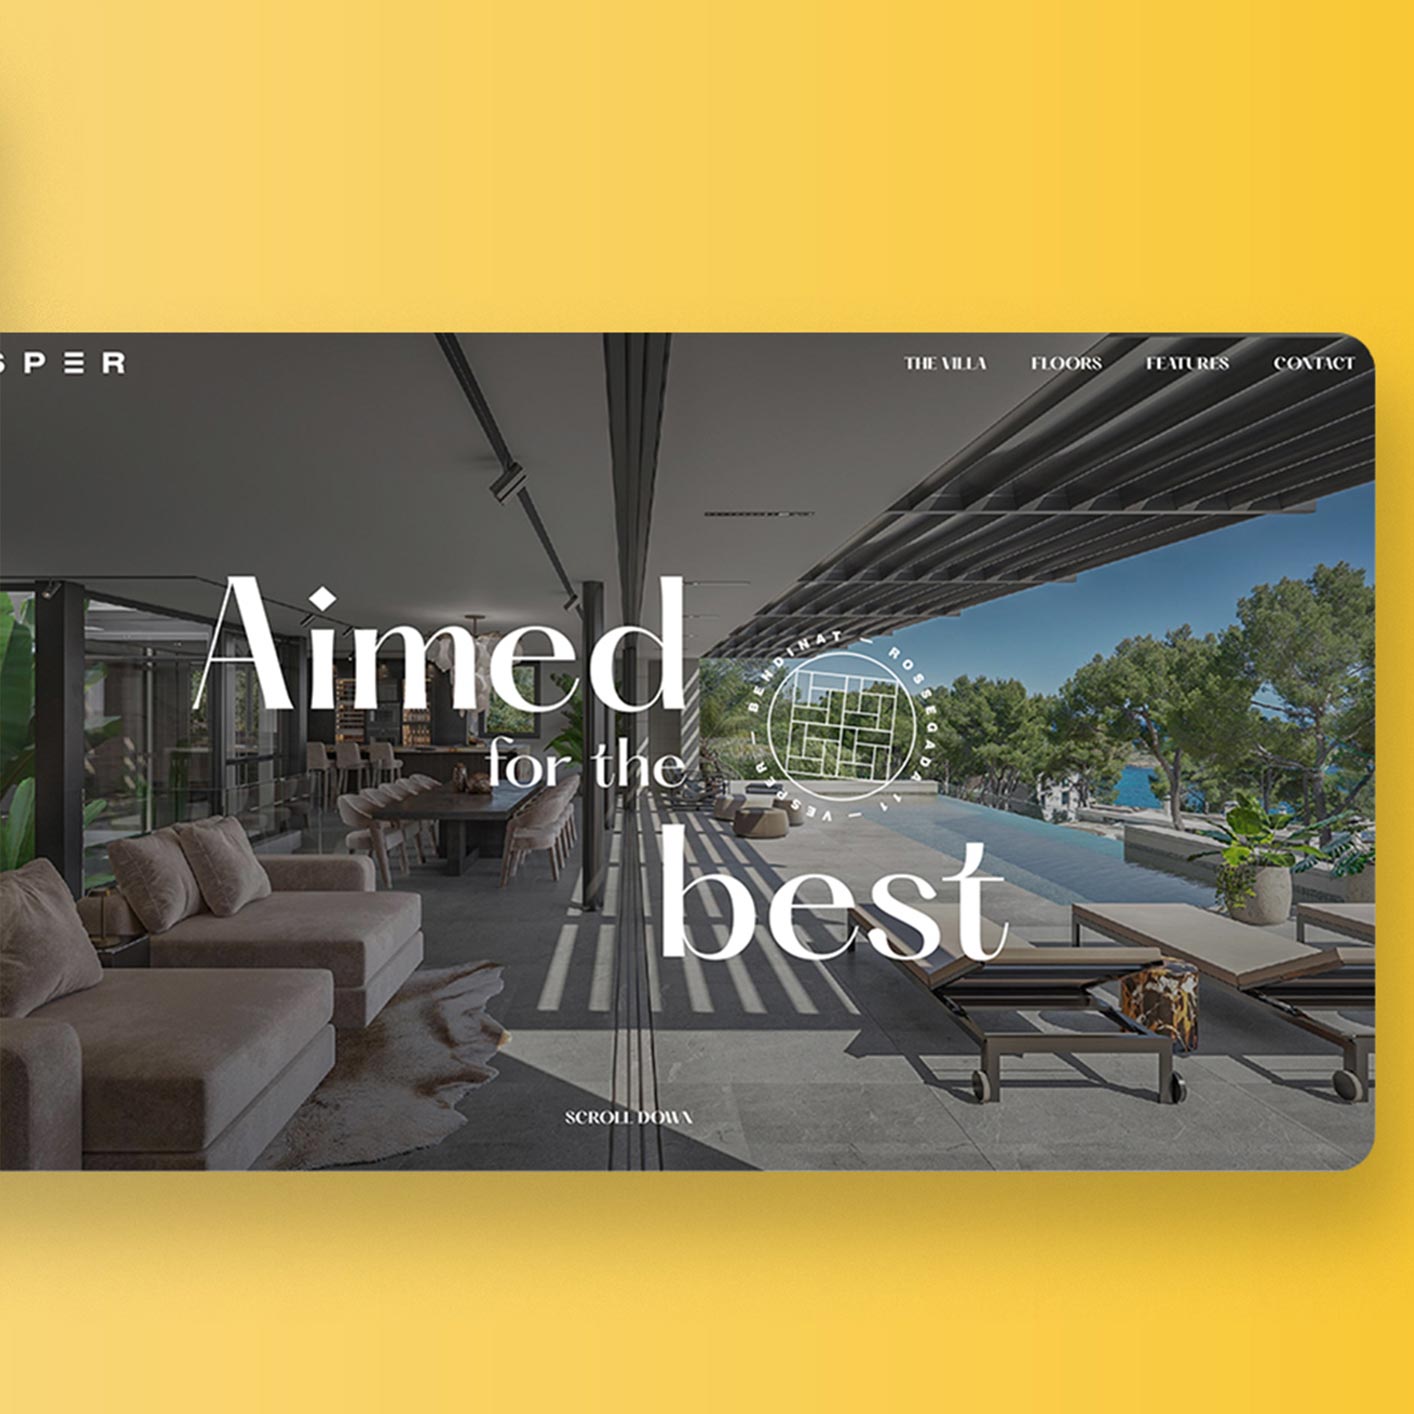 SPER
THE VILLA FLOORS FEATURES CONTACT
Aimed
for the
best
VESPER — BENDINAT — ROSSEGADA 11 —
SCROLL DOWN